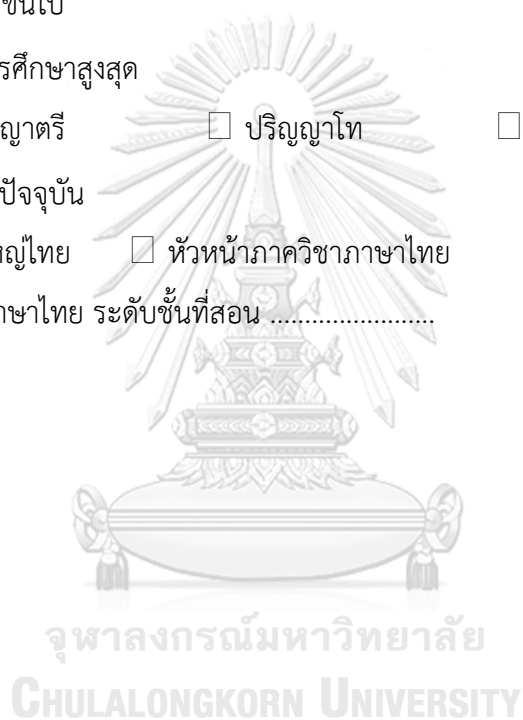 ขึ้นไป
รศึกษาสูงสุด
ญาตรี ☐ ปริญญาโท ☐
ปัจจุบัน
หญ่ไทย ☐ หัวหน้าภาควิชาภาษาไทย
าษาไทย ระดับชั้นที่สอน .......................
จุฬาลงกรณ์มหาวิทยาลัย
CHULALONGKORN UNIVERSITY